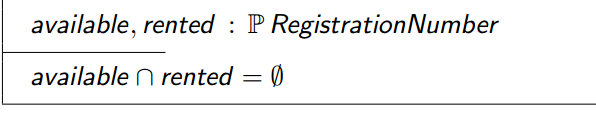 available, rented : ℙ RegistrationNumber
available ∩ rented = ∅